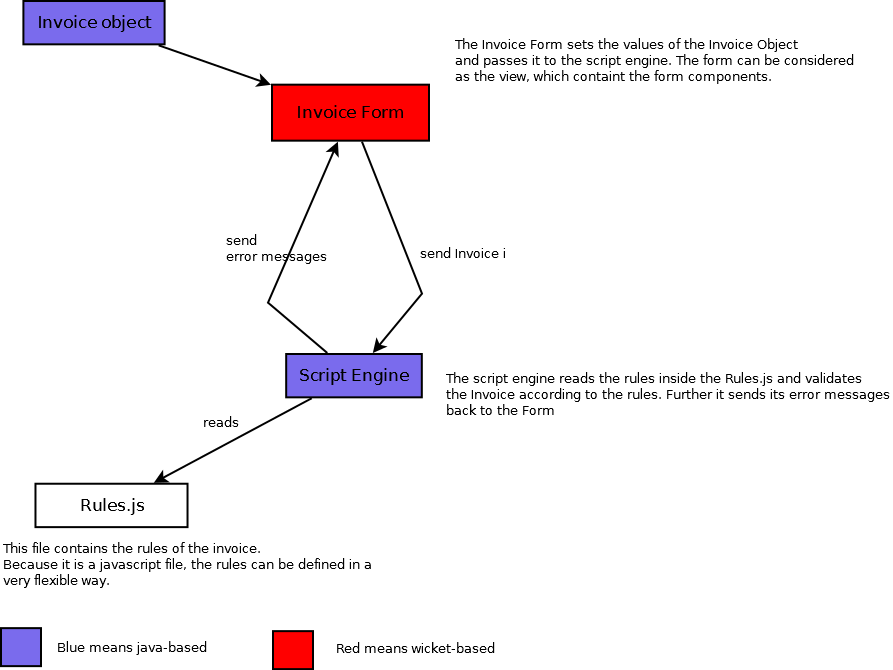 Invoice object
The Invoice Form sets the values of the Invoice Object
and passes it to the script engine. The form can be considered
as the view, which containt the form components.
Invoice Form
send
error messages
send Invoice i
Script Engine
The script engine reads the rules inside the Rules.js and validates
the Invoice according to the rules. Further it sends its error messages
back to the Form
reads
Rules.js
This file contains the rules of the invoice.
Because it is a javascript file, the rules can be defined in a
very flexible way.
Blue means java-based
Red means wicket-based